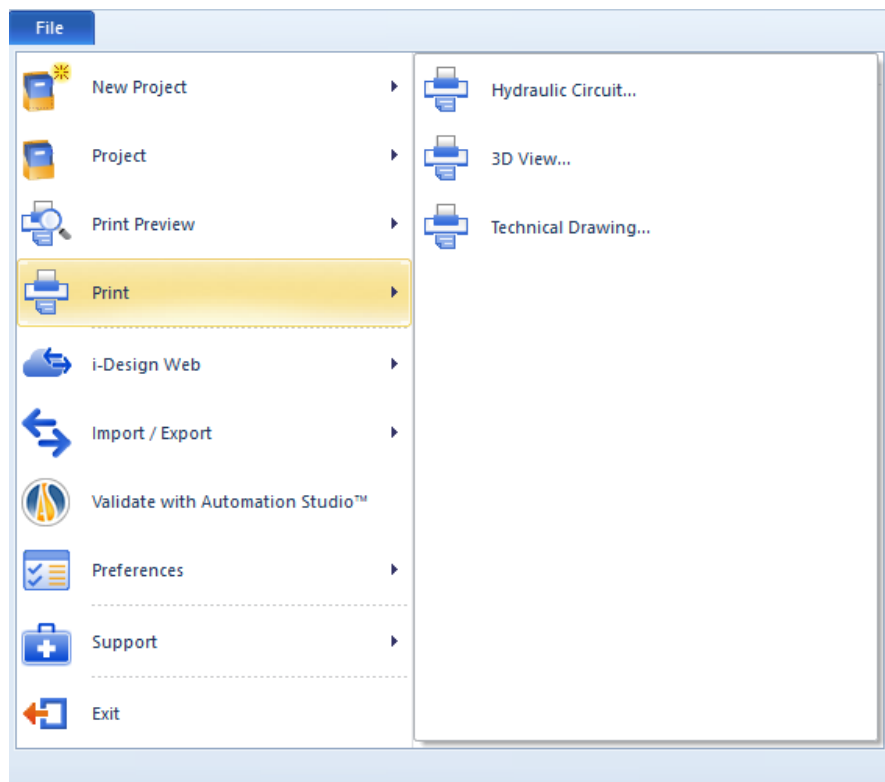 File
New Project
Project
Print Preview
Print
i-Design Web
Import / Export
Validate with Automation Studio™
Preferences
Support
Exit
Hydraulic Circuit...
3D View...
Technical Drawing...